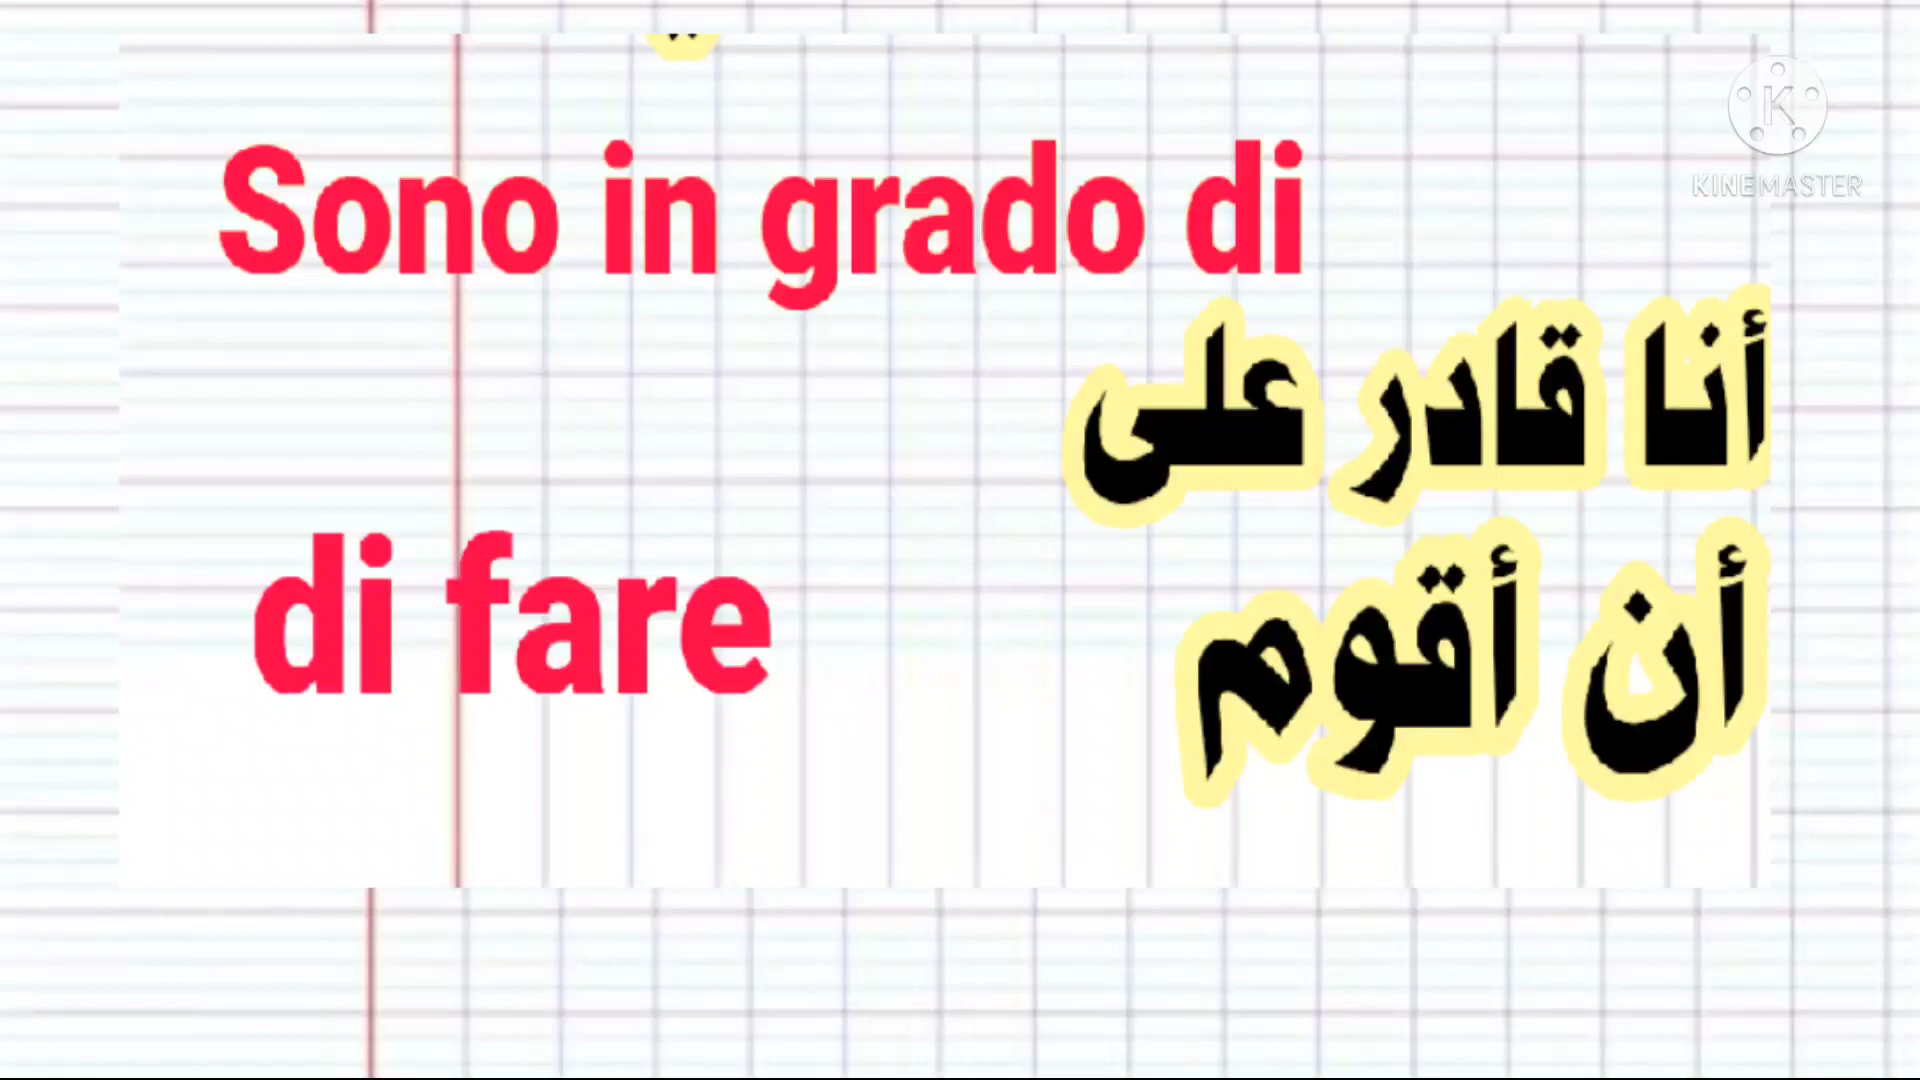 KINEMASTER
Sono in grado di
أنا قادر على
di fare
أن أقوم